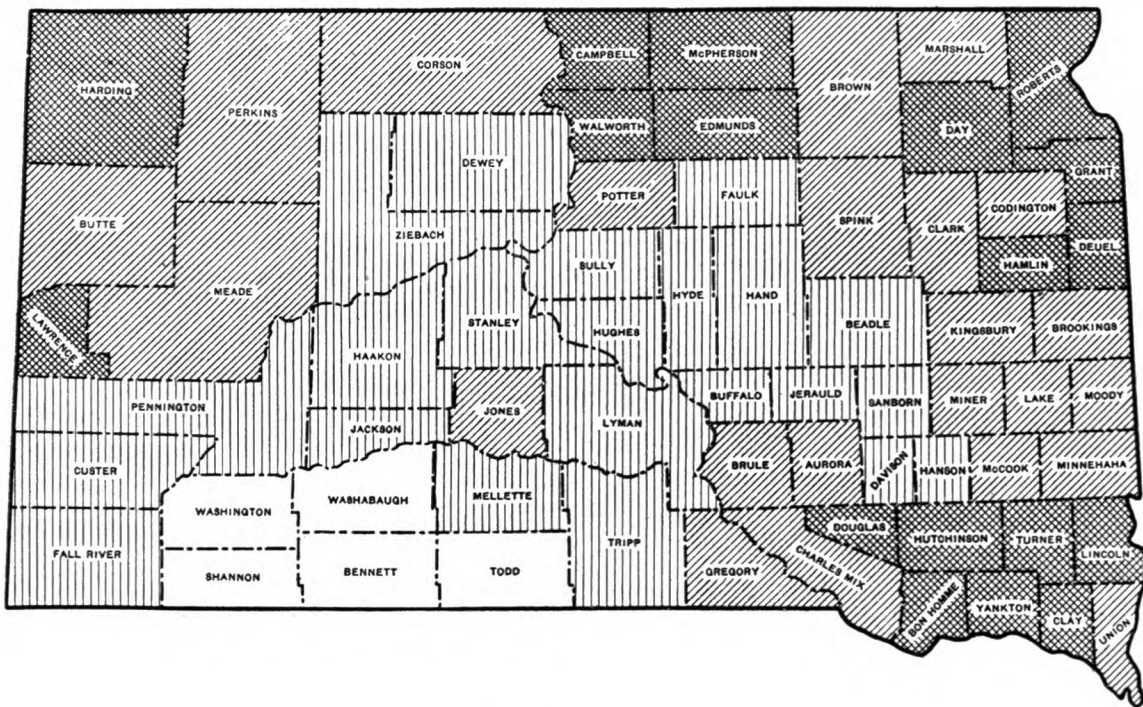 HARDING
PERKINS
CORSON
CAMPBELL
McPHERSON
BROWN
MARSHALL
ROBERTS
WALWORTH
EDMUNDS
DAY
DEWEY
ZIEBACH
POTTER
FAULK
SPINK
CLARK
CODINGTON
GRANT
HAMLIN
DEUEL
BUTTE
MEADE
LAWRENCE
SULLY
HYDE
HAND
STANLEY
HUGHES
BEADLE
KINGSBURY
BROOKINGS
HAAKON
PENNINGTON
JACKSON
JONES
LYMAN
BUFFALO
JERAULD
SANBORN
MINER
LAKE
MOODY
CUSTER
BRULE
AURORA
DAVISON
HANSON
McCOOK
MINNEHAHA
WASHINGTON
WASHABAUGH
MELLETTE
FALL RIVER
SHANNON
BENNETT
TODD
TRIPP
GREGORY
CHARLES MIX
DOUGLAS
HUTCHINSON
TURNER
LINCOLN
BON HOMME
YANKTON
CLAY
UNION